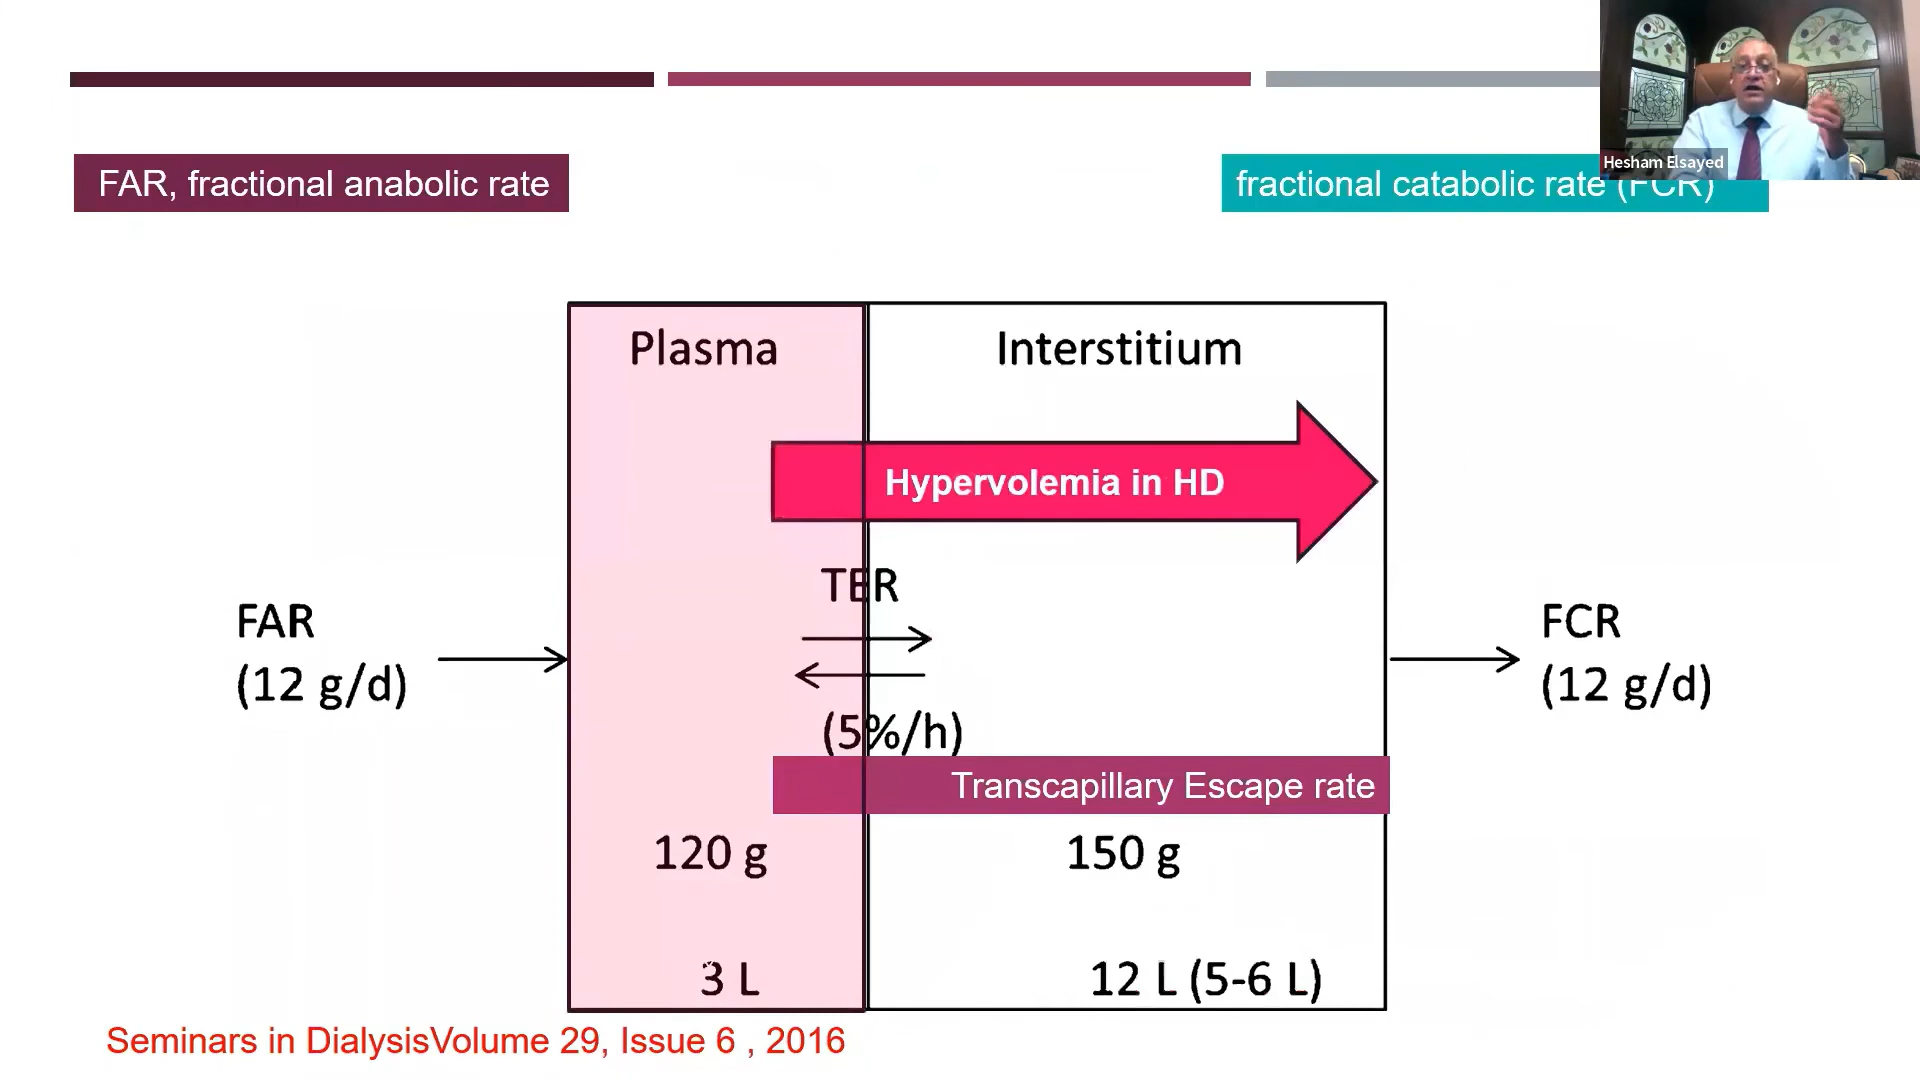 Hesham Elsayed
FAR, fractional anabolic rate
fractional catabolic rate (FCR)
Plasma
Interstitium
Hypervolemia in HD
TER
FAR
(12 g/d)
FCR
(12 g/d)
(5%/h)
Transcapillary Escape rate
120 g
150 g
3 L
12 L (5-6 L)
Seminars in DialysisVolume 29, Issue 6 , 2016